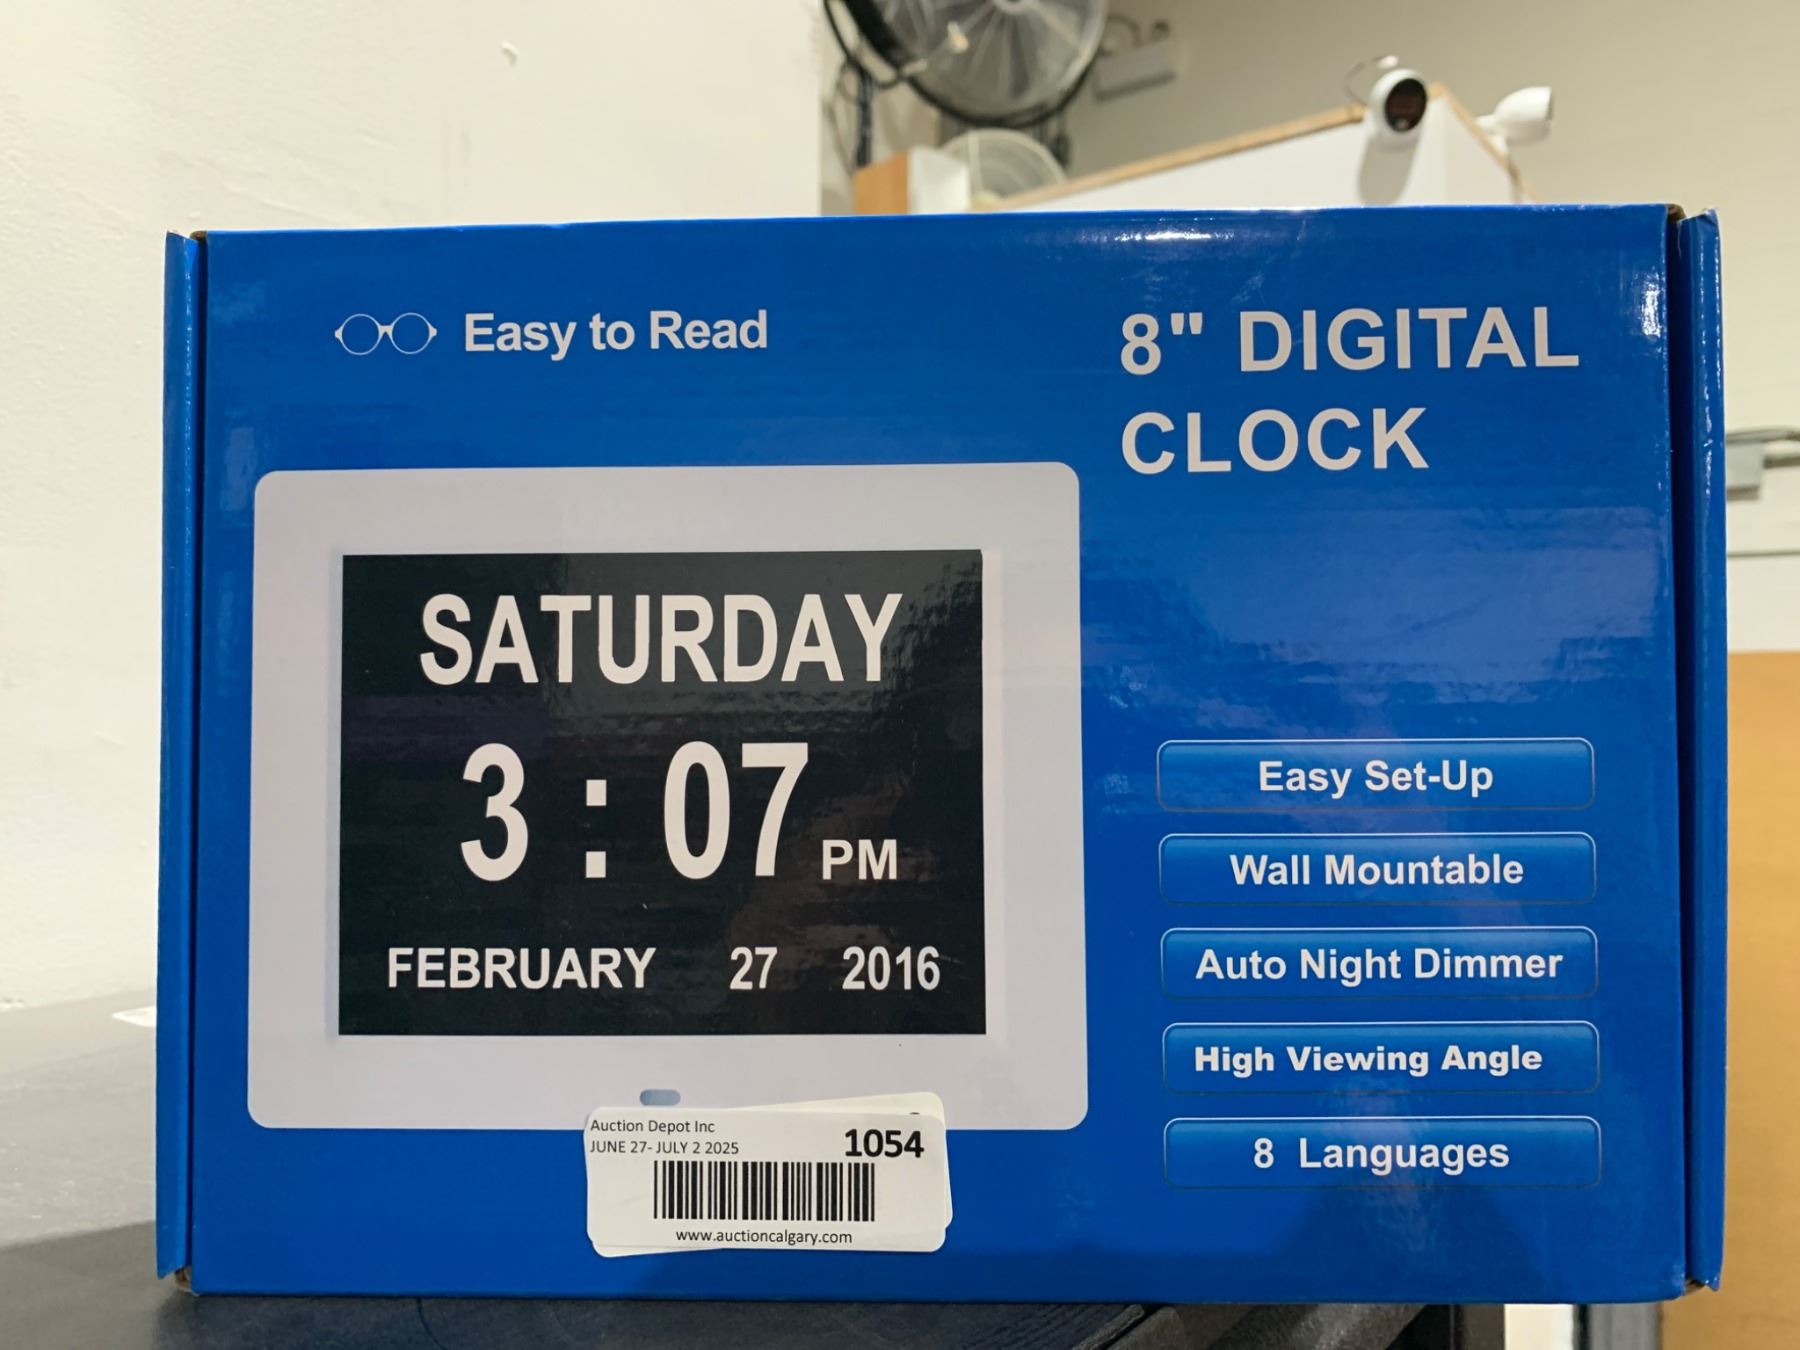 Easy to Read
8" DIGITAL
CLOCK
SATURDAY
3 : 07 PM
FEBRUARY 27 2016
Easy Set-Up
Wall Mountable
Auto Night Dimmer
High Viewing Angle
8 Languages
Auction Depot Inc
JUNE 27- JULY 2 2025
1054
www.auctioncalgary.com